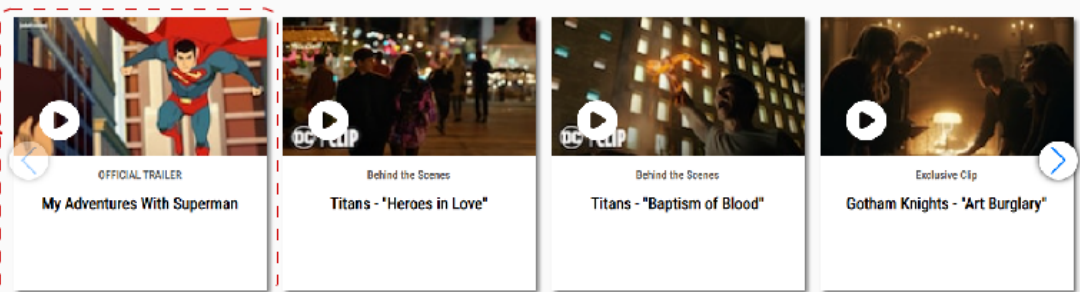 OFFICIAL TRAILER
My Adventures With Superman
DC CLIP
Behind the Scenes
Titans - "Heroes in Love"
DC CLIP
Behind the Scenes
Titans - "Baptism of Blood"
Exclusive Clip
Gotham Knights - "Art Burglary"